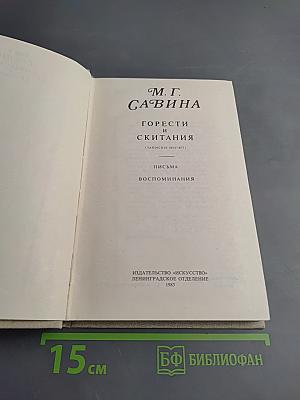 М. Г.
САВИНА
ГОРЕСТИ
И
СКИТАНИЯ
ПИСЬМА
ВОСПОМИНАНИЯ
ИЗДАТЕЛЬСТВО «ИСКУССТВО»
ЛЕНИНГРАДСКОЕ ОТДЕЛЕНИЕ
1983
15 см
БФ БИБЛИОФАН